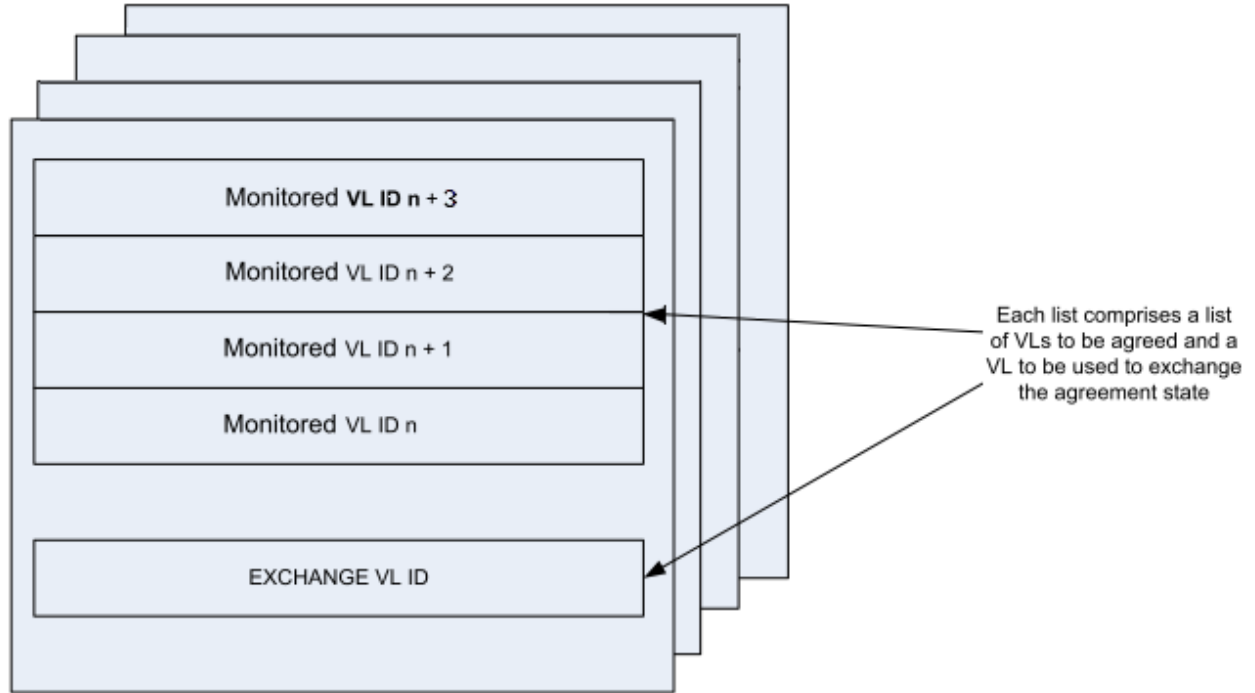 Monitored VL ID n + 3
Monitored VL ID n + 2
Monitored VL ID n + 1
Monitored VL ID n
EXCHANGE VL ID
Each list comprises a list
of VLs to be agreed and a
VL to be used to exchange
the agreement state